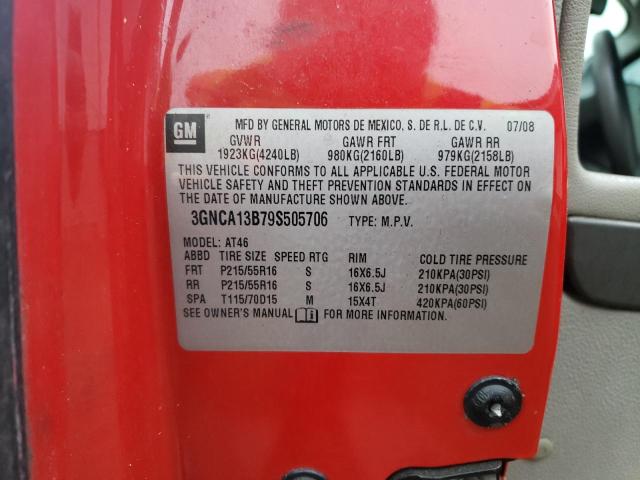 GM
MFD BY GENERAL MOTORS DE MEXICO, S. DE R.L. DE C.V. 07/08
GVWR GAWR FRT GAWR RR
1923KG(4240LB) 980KG(2160LB) 979KG(2158LB)
THIS VEHICLE CONFORMS TO ALL APPLICABLE U.S. FEDERAL MOTOR
VEHICLE SAFETY AND THEFT PREVENTION STANDARDS IN EFFECT ON
THE DATE OF MANUFACTURE SHOWN ABOVE.
3GNCA13B79S505706 TYPE: M.P.V.
MODEL: AT46
ABBD TIRE SIZE SPEED RTG RIM COLD TIRE PRESSURE
FRT P215/55R16 S 16X6.5J 210KPA(30PSI)
RR P215/55R16 S 16X6.5J 210KPA(30PSI)
SPA T115/70D15 M 15X4T 420KPA(60PSI)
SEE OWNER'S MANUAL FOR MORE INFORMATION.